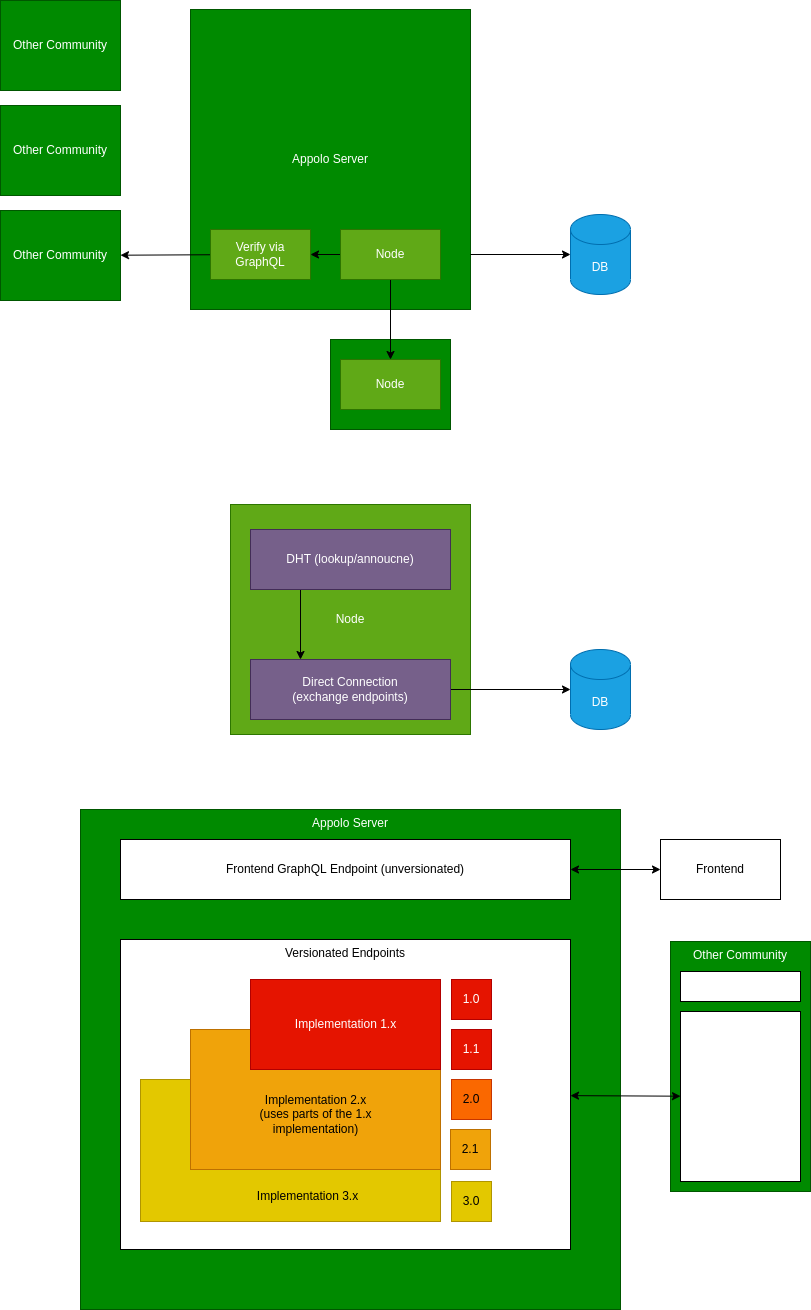 Other Community
Other Community
Other Community
Appolo Server
Verify via
GraphQL
Node
DB
Node
DHT (lookup/annoucne)
Node
Direct Connection
(exchange endpoints)
DB
Appolo Server
Frontend GraphQL Endpoint (unversionated)
Frontend
Versionated Endpoints
Other Community
Implementation 1.x
1.0
1.1
Implementation 2.x
(uses parts of the 1.x
implementation)
2.0
2.1
Implementation 3.x
3.0